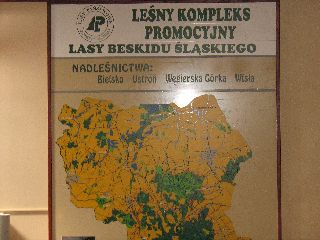 LEŚNY KOMPLEKS
PROMOCYJNY
LASY BESKIDU ŚLĄSKIEGO
NADLEŚNICTWA:
Bielsko Ustroń Węgierska Górka Wisła